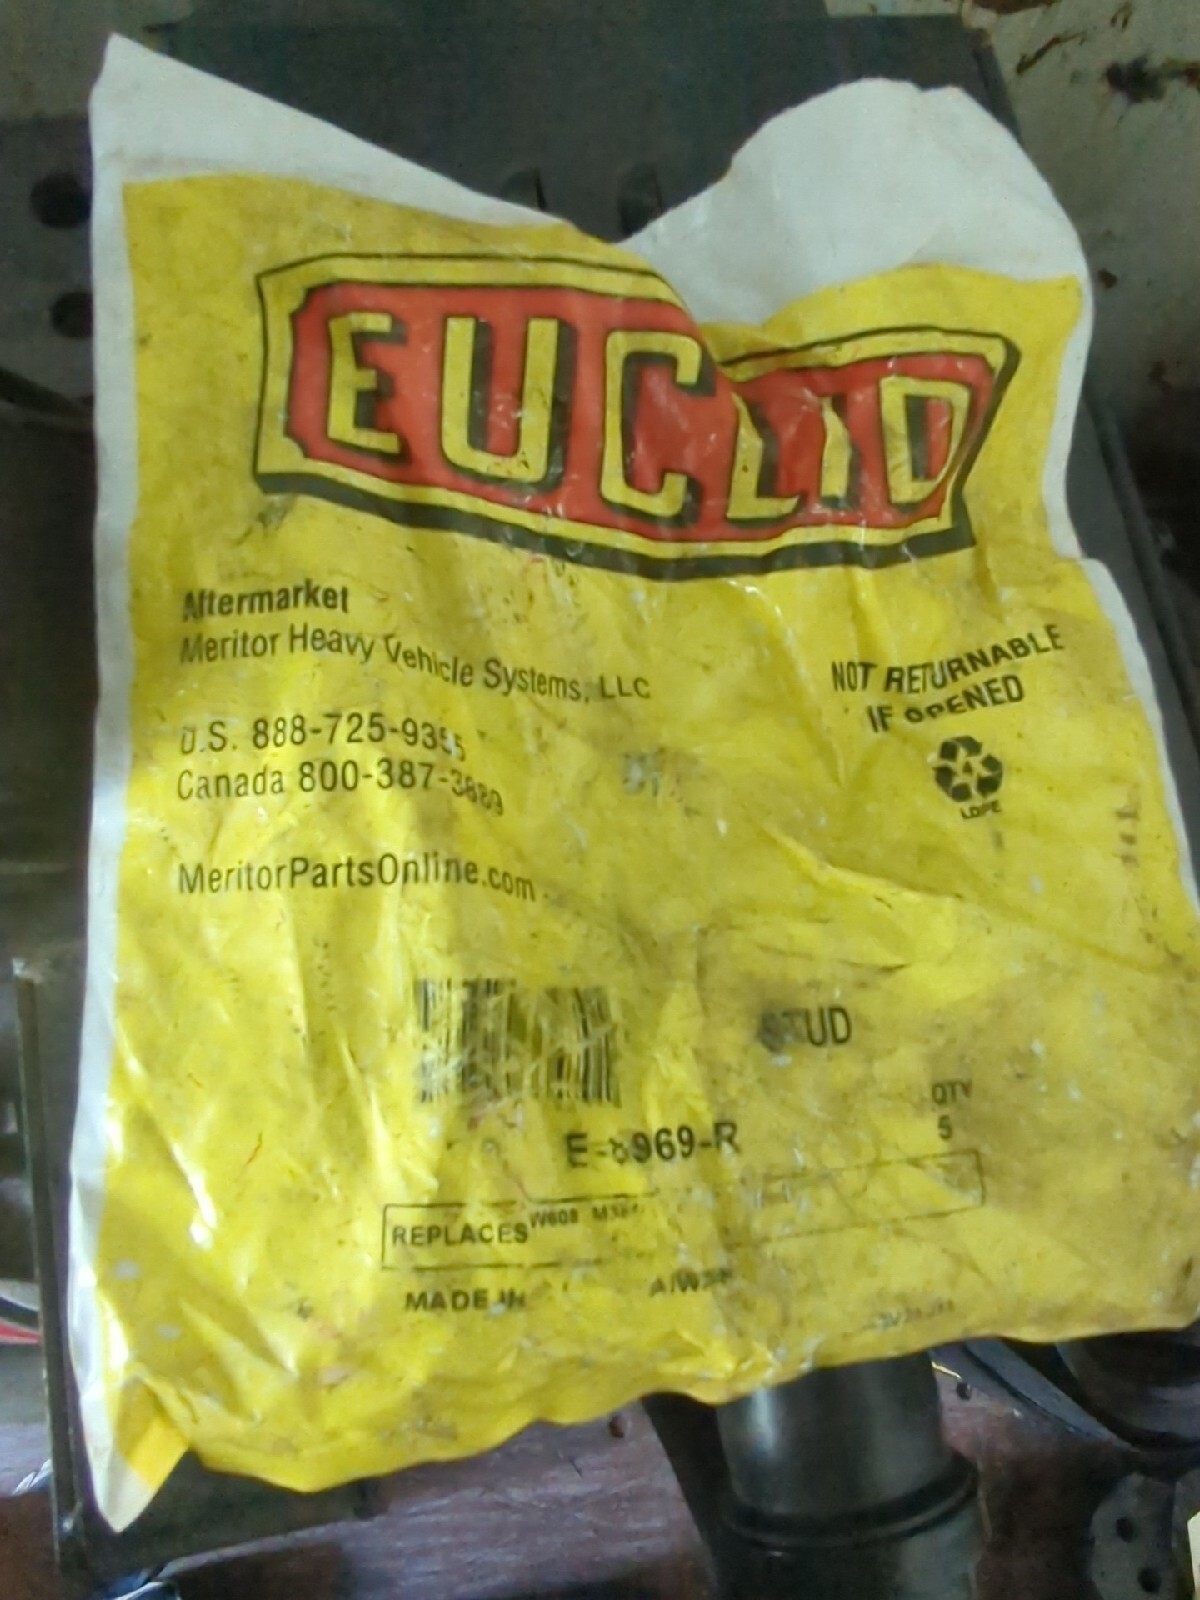 EUCLID
Aftermarket
Meritor Heavy Vehicle Systems, LLC
U.S. 888-725-9355
Canada 800-387-3889
MeritorPartsOnline.com
NOT RETURNABLE
IF OPENED
LDPE
STUD
QTY
5
REPLACES W608
MADE IN